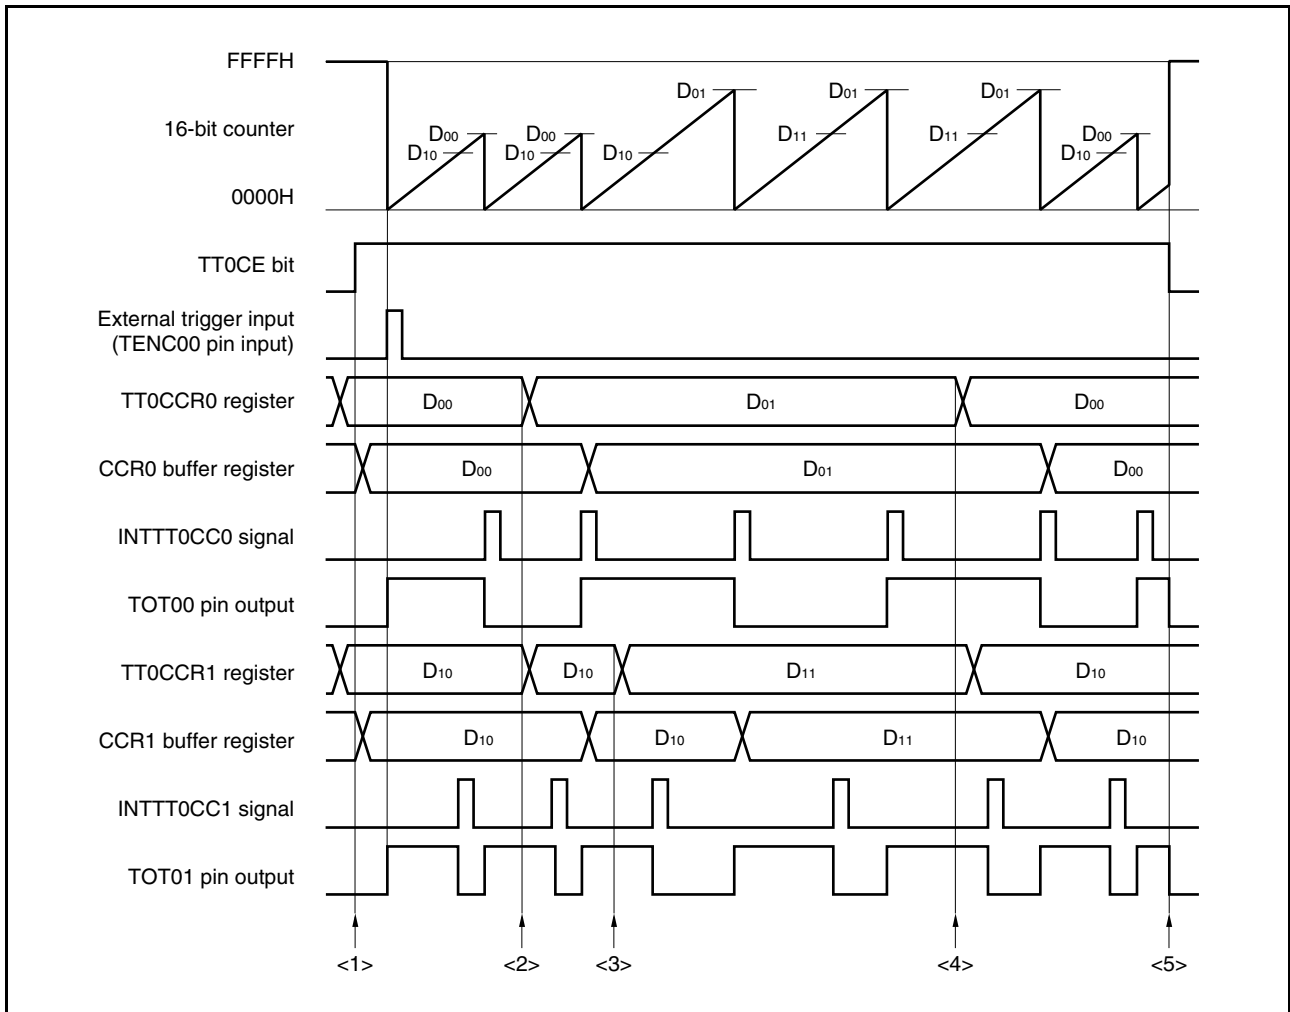 FFFFH
D01 D01 D01
16-bit counter
D00 D00 D11 D11 D00
D10 D10 D10 D10
0000H
TT0CE bit
External trigger input
(TENC00 pin input)
TT0CCR0 register D00 D01 D00
CCR0 buffer register D00 D01 D00
INTTT0CC0 signal
TOT00 pin output
TT0CCR1 register D10 D10 D11 D10
CCR1 buffer register D10 D10 D11 D10
INTTT0CC1 signal
TOT01 pin output
<1> <2> <3> <4> <5>